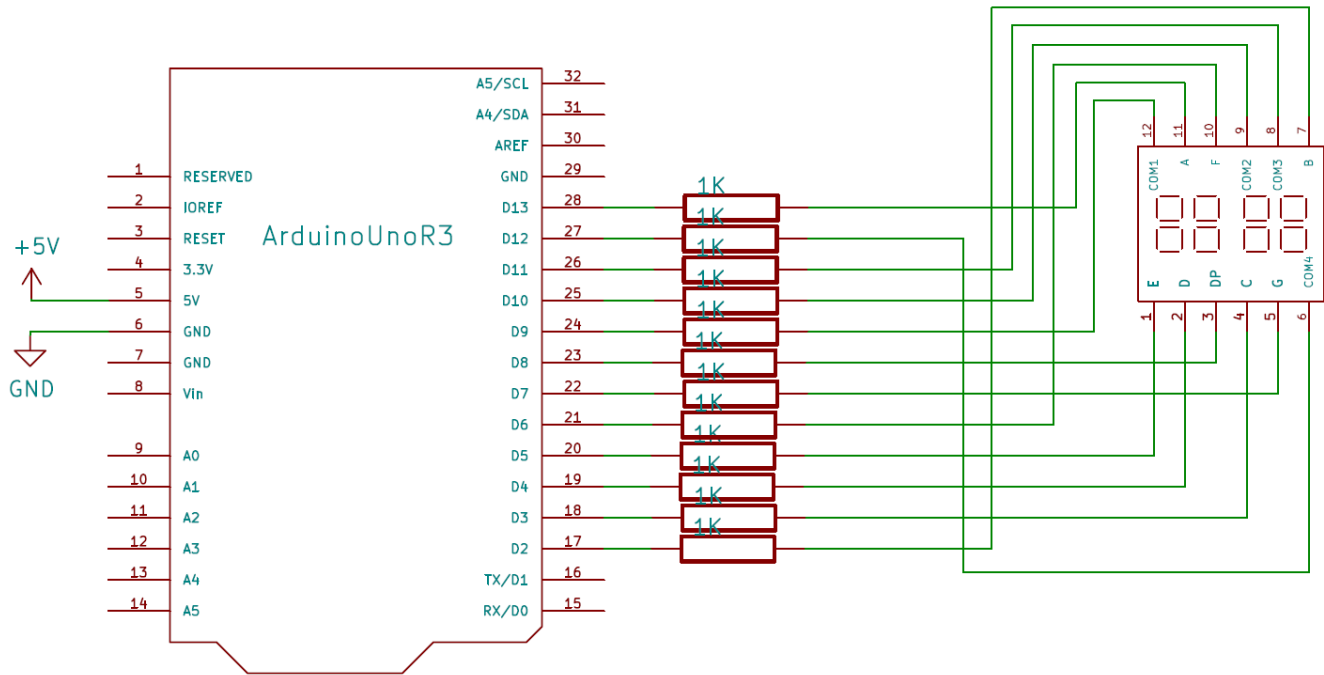 ArduinoUnoR3
+5V
GND
1 RESERVED
2 IOREF
3 RESET
4 3.3V
5 5V
6 GND
7 GND
8 Vin
9 A0
10 A1
11 A2
12 A3
13 A4
14 A5
A5/SCL 32
A4/SDA 31
AREF 30
GND 29
D13 28
D12 27
D11 26
D10 25
D9 24
D8 23
D7 22
D6 21
D5 20
D4 19
D3 18
D2 17
TX/D1 16
RX/D0 15
1K
1K
1K
1K
1K
1K
1K
1K
1K
1K
1K
1K
12 11 10 9 8 7
COM1 A F COM2 COM3 B
E D DP C G COM4
1 2 3 4 5 6